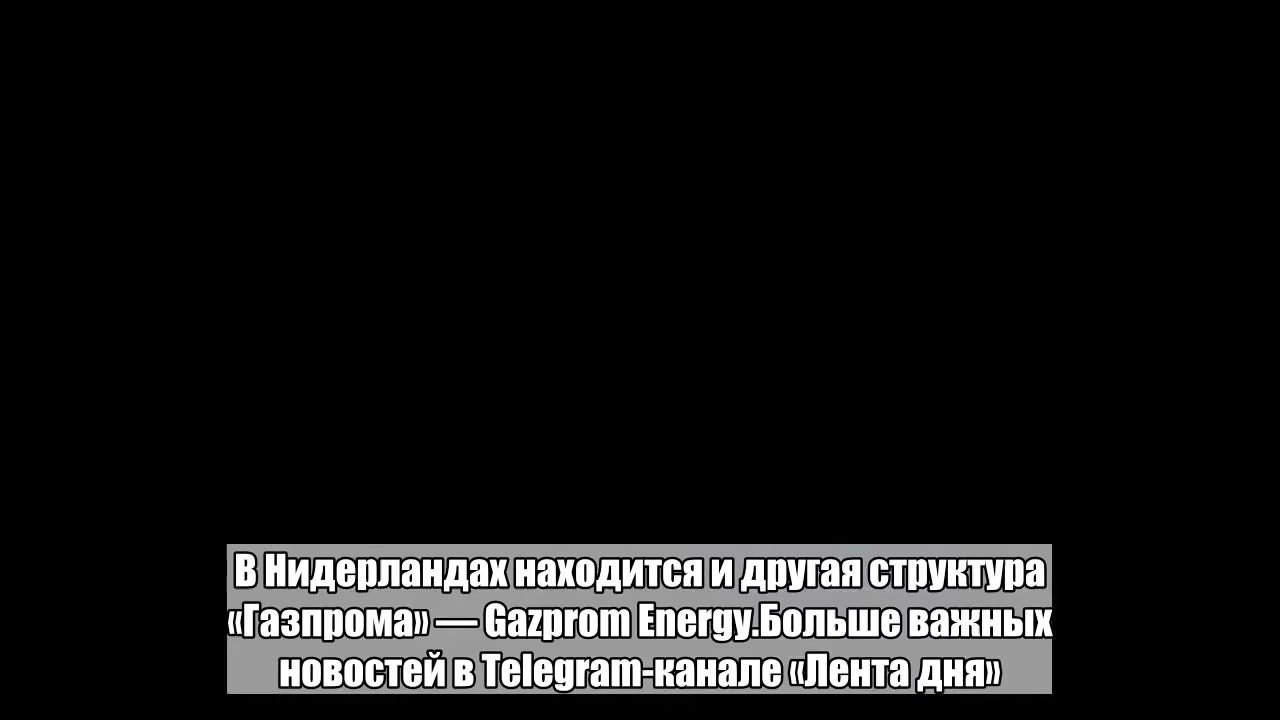 В Нидерландах находится и другая структура
«Газпрома» — Gazprom Energy.Больше важных
новостей в Telegram-канале «Лента дня»